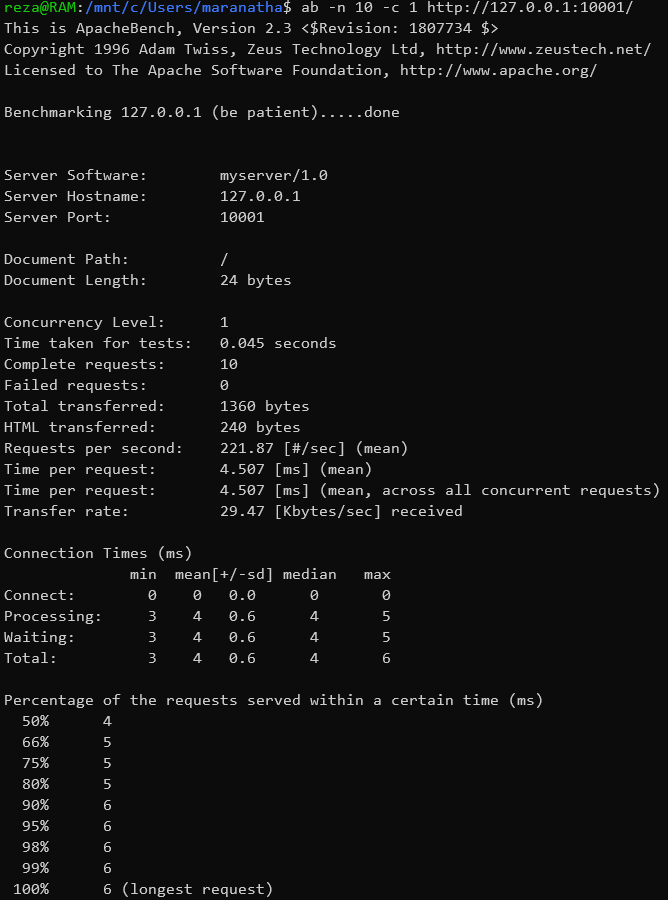 reza@RAM:/mnt/c/Users/maranatha$ ab -n 10 -c 1 http://127.0.0.1:10001/
This is ApacheBench, Version 2.3 <$Revision: 1807734 $>
Copyright 1996 Adam Twiss, Zeus Technology Ltd, http://www.zeustech.net/
Licensed to The Apache Software Foundation, http://www.apache.org/

Benchmarking 127.0.0.1 (be patient).....done


Server Software:        myserver/1.0
Server Hostname:        127.0.0.1
Server Port:            10001

Document Path:          /
Document Length:        24 bytes

Concurrency Level:      1
Time taken for tests:   0.045 seconds
Complete requests:      10
Failed requests:        0
Total transferred:      1360 bytes
HTML transferred:       240 bytes
Requests per second:    221.87 [#/sec] (mean)
Time per request:       4.507 [ms] (mean)
Time per request:       4.507 [ms] (mean, across all concurrent requests)
Transfer rate:          29.47 [Kbytes/sec] received

Connection Times (ms)
              min  mean[+/-sd] median   max
Connect:        0    0   0.0      0       0
Processing:     3    4   0.6      4       5
Waiting:        3    4   0.6      4       5
Total:          3    4   0.6      4       6

Percentage of the requests served within a certain time (ms)
  50%      4
  66%      5
  75%      5
  80%      5
  90%      6
  95%      6
  98%      6
  99%      6
 100%      6 (longest request)